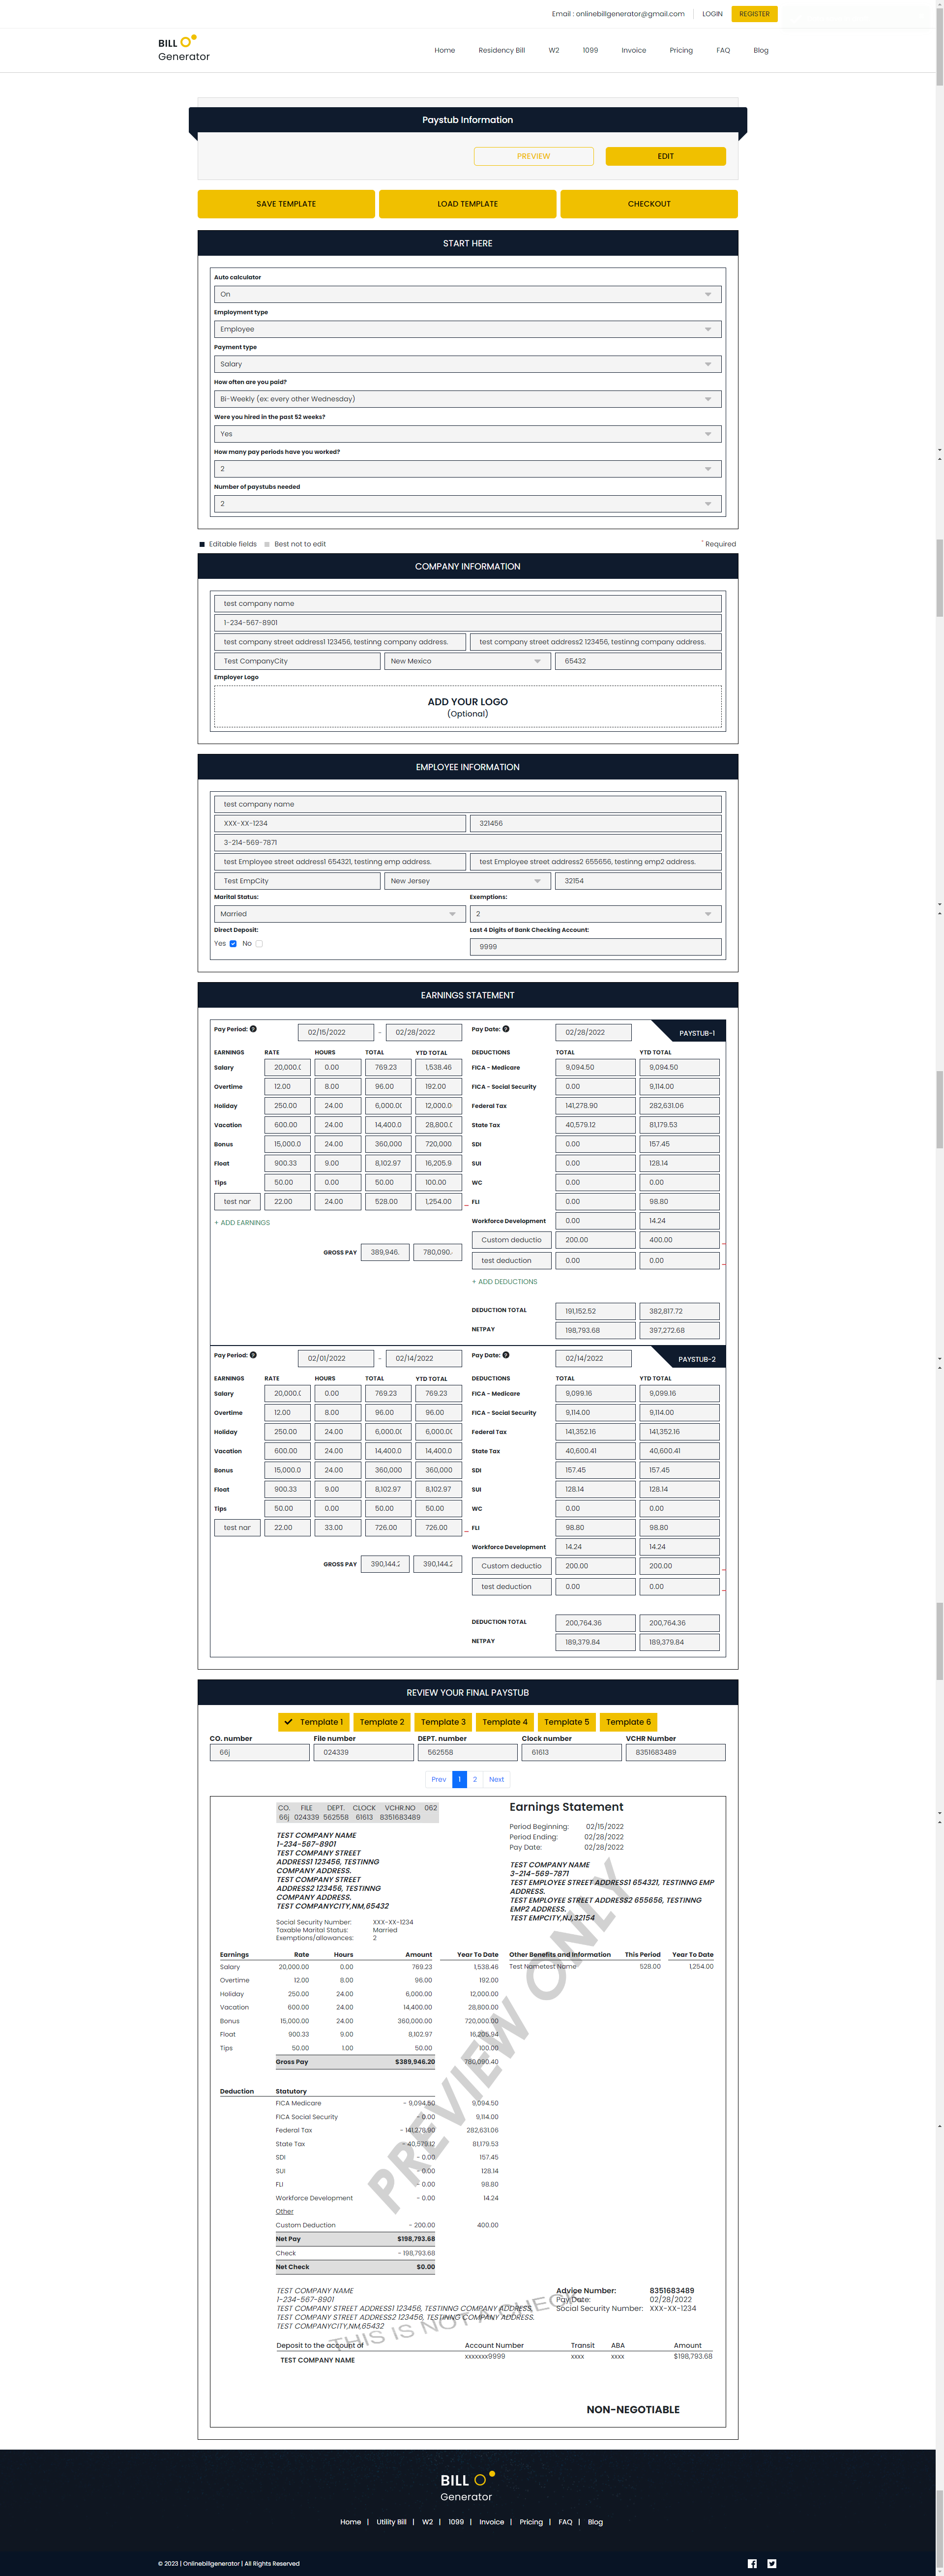 Email : onlinebillgenerator@gmail.com LOGIN REGISTER
BILL
Generator
Home Residency Bill W2 1099 Invoice Pricing FAQ Blog
Paystub Information
PREVIEW EDIT
SAVE TEMPLATE LOAD TEMPLATE CHECKOUT
START HERE
Auto calculator
On
Employment type
Employee
Payment type
Salary
How often are you paid?
Bi-Weekly (ex: every other Wednesday)
Were you hired in the past 52 weeks?
Yes
How many pay periods have you worked?
2
Number of paystubs needed
2
Editable fields Best not to edit * Required
COMPANY INFORMATION
test company name
1-234-567-8901
test company street address1 123456, testinng company address. test company street address2 123456, testinng company address.
Test CompanyCity New Mexico 65432
Employer Logo
ADD YOUR LOGO
(Optional)
EMPLOYEE INFORMATION
test company name
XXX-XX-1234 321456
3-214-569-7871
test Employee street address1 654321, testinng emp address. test Employee street address2 655656, testinng emp2 address.
Test EmpCity New Jersey 32154
Marital Status: Exemptions:
Married 2
Direct Deposit: Last 4 Digits of Bank Checking Account:
Yes No
9999
EARNINGS STATEMENT
Pay Period: ? 02/15/2022 - 02/28/2022 Pay Date: ? 02/28/2022 PAYSTUB-1
EARNINGS RATE HOURS TOTAL YTD TOTAL DEDUCTIONS TOTAL YTD TOTAL
Salary 20,000.0 0.00 769.23 1,538.46 FICA - Medicare 9,094.50 9,094.50
Overtime 12.00 8.00 96.00 192.00 FICA - Social Security 0.00 9,114.00
Holiday 250.00 24.00 6,000.00 12,000.0 Federal Tax 141,278.90 282,631.06
Vacation 600.00 24.00 14,400.0 28,800.0 State Tax 40,579.12 81,179.53
Bonus 15,000.0 24.00 360,000 720,000 SDI 0.00 157.45
Float 900.33 9.00 8,102.97 16,205.9 SUI 0.00 128.14
Tips 50.00 0.00 50.00 100.00 WC 0.00 0.00
test nar 22.00 24.00 528.00 1,254.00 _ FLI 0.00 98.80
+ ADD EARNINGS Workforce Development 0.00 14.24
Custom deductio 200.00 400.00 _
GROSS PAY 389,946. 780,090.
test deduction 0.00 0.00 _
+ ADD DEDUCTIONS
DEDUCTION TOTAL 191,152.52 382,817.72
NETPAY 198,793.68 397,272.68
Pay Period: ? 02/01/2022 - 02/14/2022 Pay Date: ? 02/14/2022 PAYSTUB-2
EARNINGS RATE HOURS TOTAL YTD TOTAL DEDUCTIONS TOTAL YTD TOTAL
Salary 20,000.0 0.00 769.23 769.23 FICA - Medicare 9,099.16 9,099.16
Overtime 12.00 8.00 96.00 96.00 FICA - Social Security 9,114.00 9,114.00
Holiday 250.00 24.00 6,000.00 6,000.00 Federal Tax 141,352.16 141,352.16
Vacation 600.00 24.00 14,400.0 14,400.0 State Tax 40,600.41 40,600.41
Bonus 15,000.0 24.00 360,000 360,000 SDI 157.45 157.45
Float 900.33 9.00 8,102.97 8,102.97 SUI 128.14 128.14
Tips 50.00 0.00 50.00 50.00 WC 0.00 0.00
test nar 22.00 33.00 726.00 726.00 _ FLI 98.80 98.80
Workforce Development 14.24 14.24
GROSS PAY 390,144.2 390,144.2 Custom deductio 200.00 200.00 _
test deduction 0.00 0.00 _
DEDUCTION TOTAL 200,764.36 200,764.36
NETPAY 189,379.84 189,379.84
REVIEW YOUR FINAL PAYSTUB
Template 1 Template 2 Template 3 Template 4 Template 5 Template 6
CO. number File number DEPT. number Clock number VCHR Number
66j 024339 562558 61613 8351683489
Prev 1 2 Next
CO. FILE DEPT. CLOCK VCHR.NO 062
66j 024339 562558 61613 8351683489
Earnings Statement
Period Beginning: 02/15/2022
Period Ending: 02/28/2022
Pay Date: 02/28/2022
TEST COMPANY NAME
1-234-567-8901
TEST COMPANY STREET
ADDRESS1 123456, TESTINNG
COMPANY ADDRESS.
TEST COMPANY STREET
ADDRESS2 123456, TESTINNG
COMPANY ADDRESS.
TEST COMPANYCITY,NM,65432
TEST COMPANY NAME
3-214-569-7871
TEST EMPLOYEE STREET ADDRESS1 654321, TESTINNG EMP
ADDRESS.
TEST EMPLOYEE STREET ADDRESS2 655656, TESTINNG
EMP2 ADDRESS.
TEST EMPCITY,NJ,32154
Social Security Number: XXX-XX-1234
Taxable Marital Status: Married
Exemptions/allowances: 2
Earnings Rate Hours Amount Year To Date Other Benefits and Information This Period Year To Date
Salary 20,000.00 0.00 769.23 1,538.46 Test Nametest Name 528.00 1,254.00
Overtime 12.00 8.00 96.00 192.00
Holiday 250.00 24.00 6,000.00 12,000.00
Vacation 600.00 24.00 14,400.00 28,800.00
Bonus 15,000.00 24.00 360,000.00 720,000.00
Float 900.33 9.00 8,102.97 16,205.94
Tips 50.00 1.00 50.00 100.00
Gross Pay $389,946.20 780,090.40
Deduction Statutory
FICA Medicare - 9,094.50 9,094.50
FICA Social Security - 0.00 9,114.00
Federal Tax - 141,278.90 282,631.06
State Tax - 40,579.12 81,179.53
SDI - 0.00 157.45
SUI - 0.00 128.14
FLI - 0.00 98.80
Workforce Development - 0.00 14.24
Other
Custom Deduction - 200.00 400.00
Net Pay $198,793.68
Check - 198,793.68
Net Check $0.00
PREVIEW ONLY
TEST COMPANY NAME
1-234-567-8901
TEST COMPANY STREET ADDRESS1 123456, TESTINNG COMPANY ADDRESS.
TEST COMPANY STREET ADDRESS2 123456, TESTINNG COMPANY ADDRESS.
TEST COMPANYCITY,NM,65432
Advice Number: 8351683489
Pay Date: 02/28/2022
Social Security Number: XXX-XX-1234
THIS IS NOT A CHECK
Deposit to the account of Account Number Transit ABA Amount
TEST COMPANY NAME xxxxxxx9999 xxxx xxxx $198,793.68
NON-NEGOTIABLE
BILL
Generator
Home | Utility Bill | W2 | 1099 | Invoice | Pricing | FAQ | Blog
© 2023 | Onlinebillgenerator | All Rights Reserved